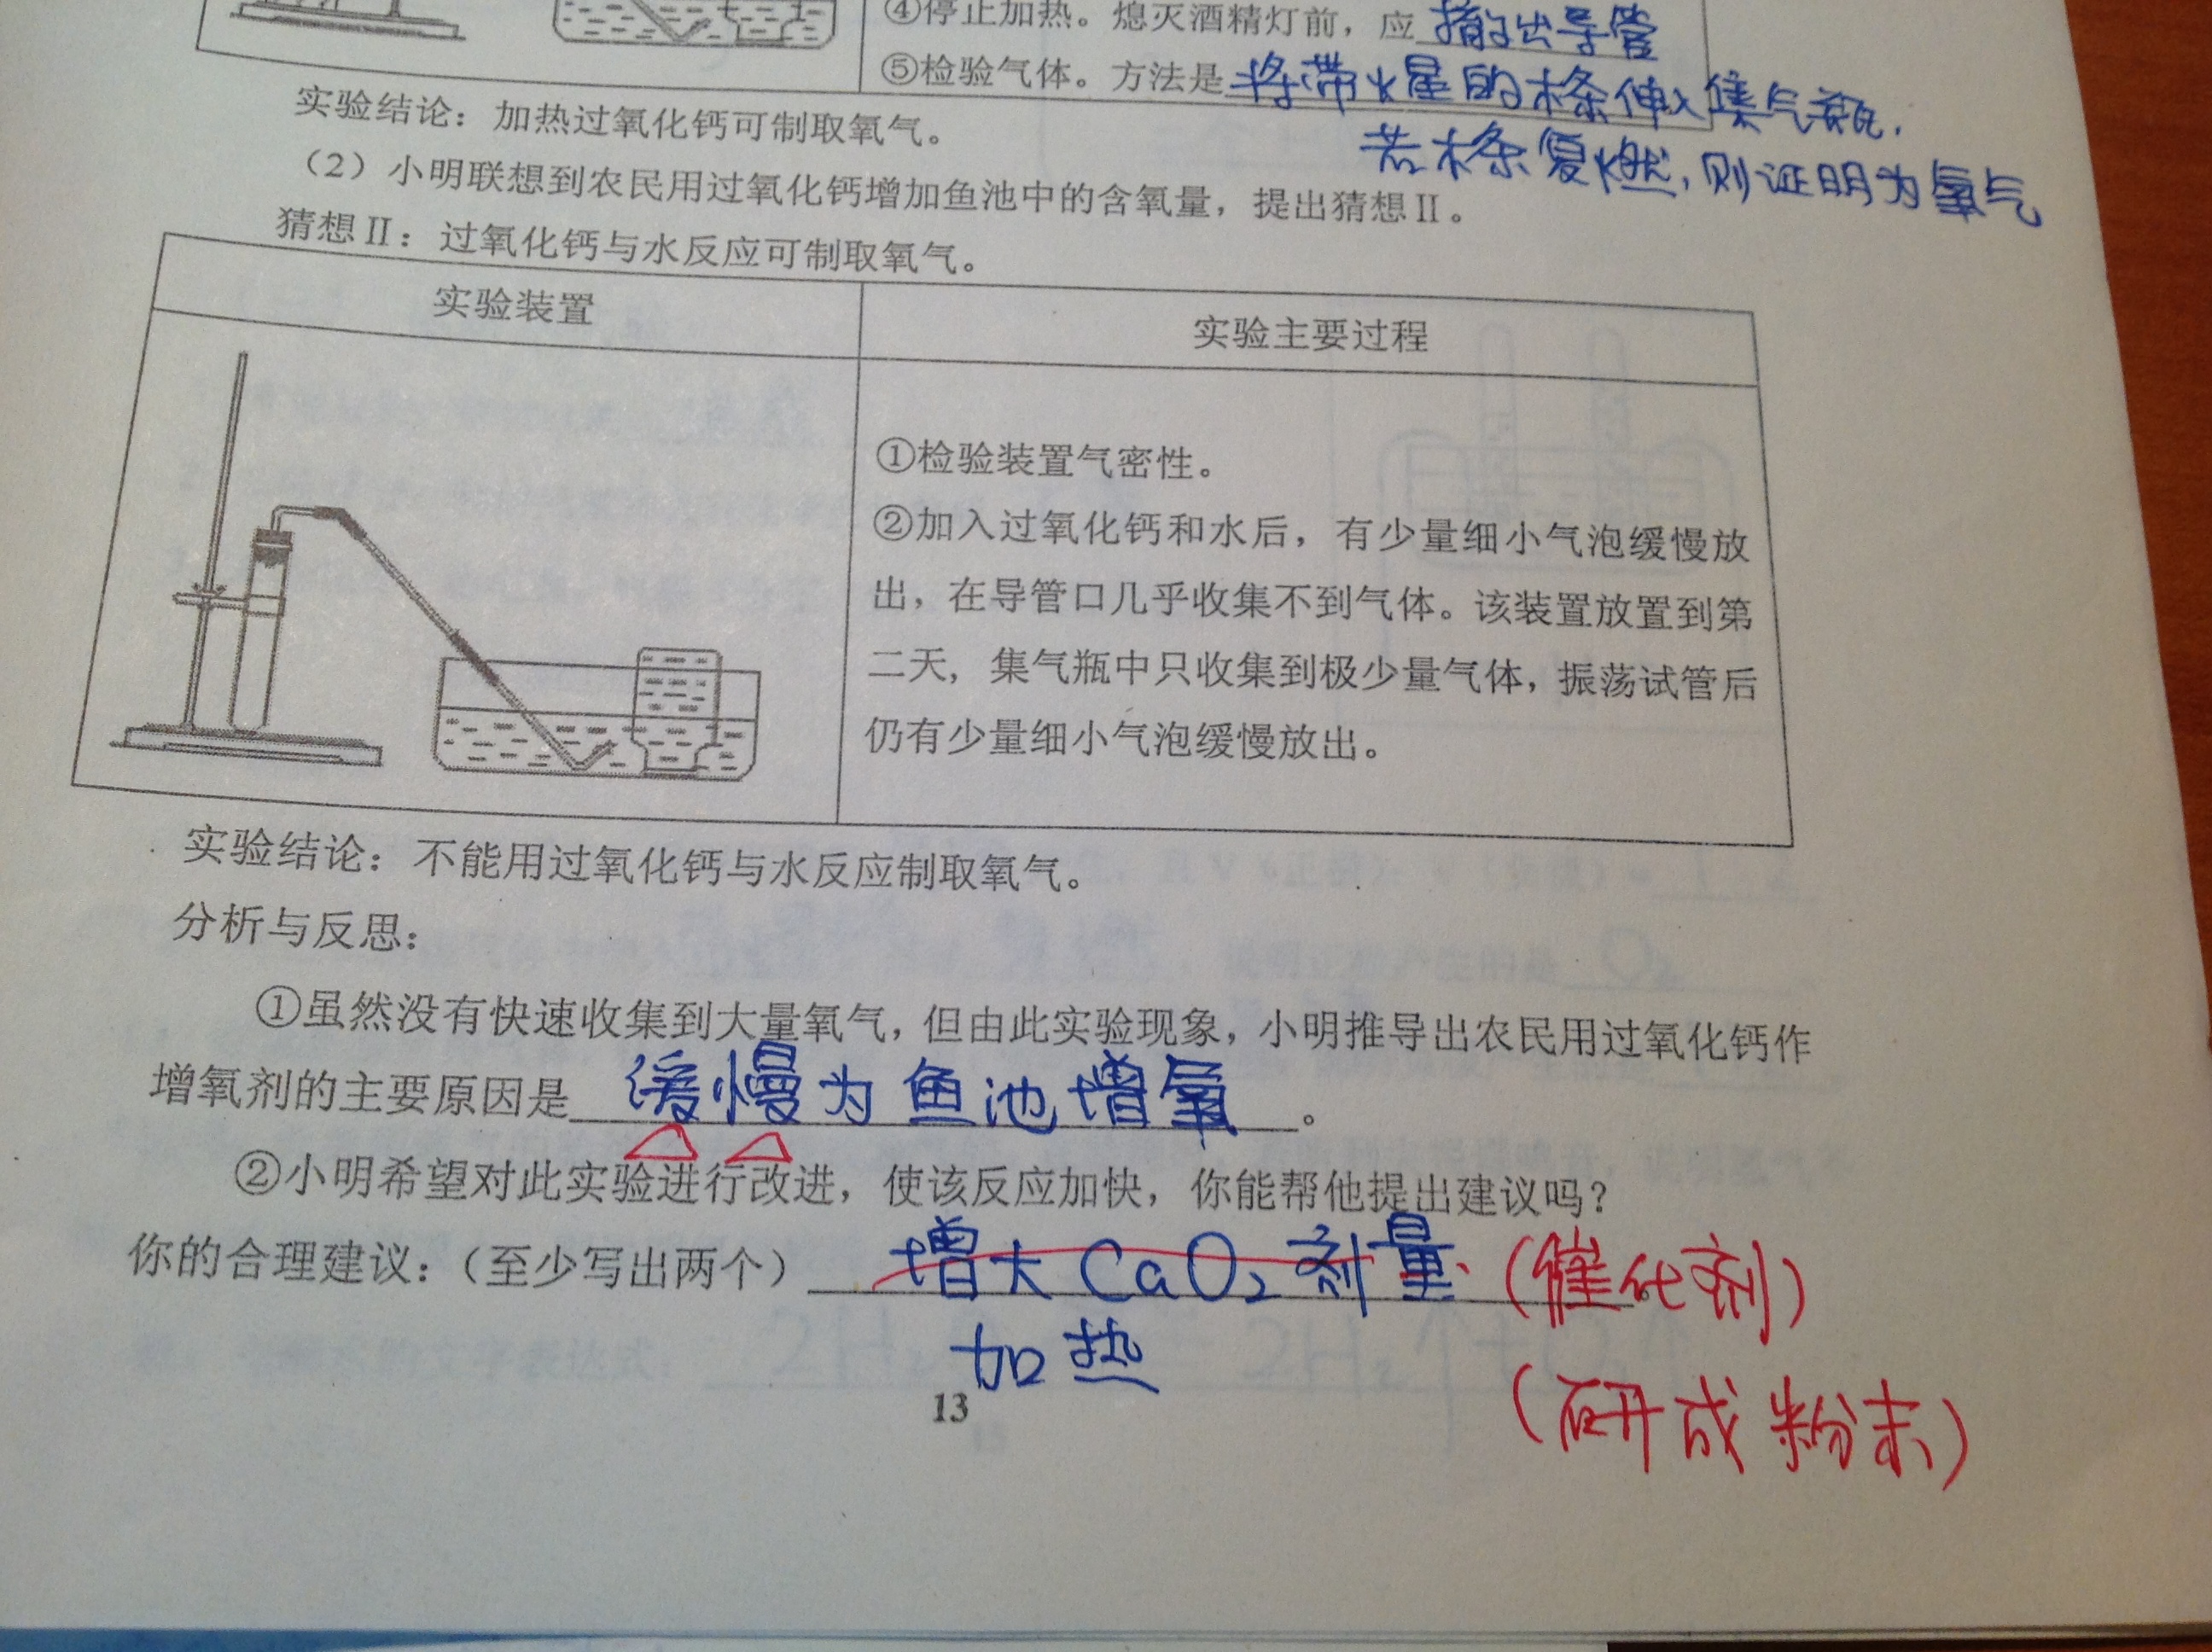 ④停止加热。熄灭酒精灯前，应 出导管
⑤检验气体。方法是 将带火星的木条伸入集气瓶，
若木条复燃，则证明为氧气
实验结论：加热过氧化钙可制取氧气。
（2）小明联想到农民用过氧化钙增加鱼池中的含氧量，提出猜想Ⅱ。
猜想Ⅱ：过氧化钙与水反应可制取氧气。
实验装置
实验主要过程
①检验装置气密性。
②加入过氧化钙和水后，有少量细小气泡缓慢放
出，在导管口几乎收集不到气体。该装置放置到第
二天，集气瓶中只收集到极少量气体，振荡试管后
仍有少量细小气泡缓慢放出。
实验结论：不能用过氧化钙与水反应制取氧气。
分析与反思：
①虽然没有快速收集到大量氧气，但由此实验现象，小明推导出农民用过氧化钙作
增氧剂的主要原因是 缓慢为鱼池增氧 。
②小明希望对此实验进行改进，使该反应加快，你能帮他提出建议吗？
你的合理建议：（至少写出两个） 增大CaO₂剂量. （催化剂）
加热
（研成粉末）
13